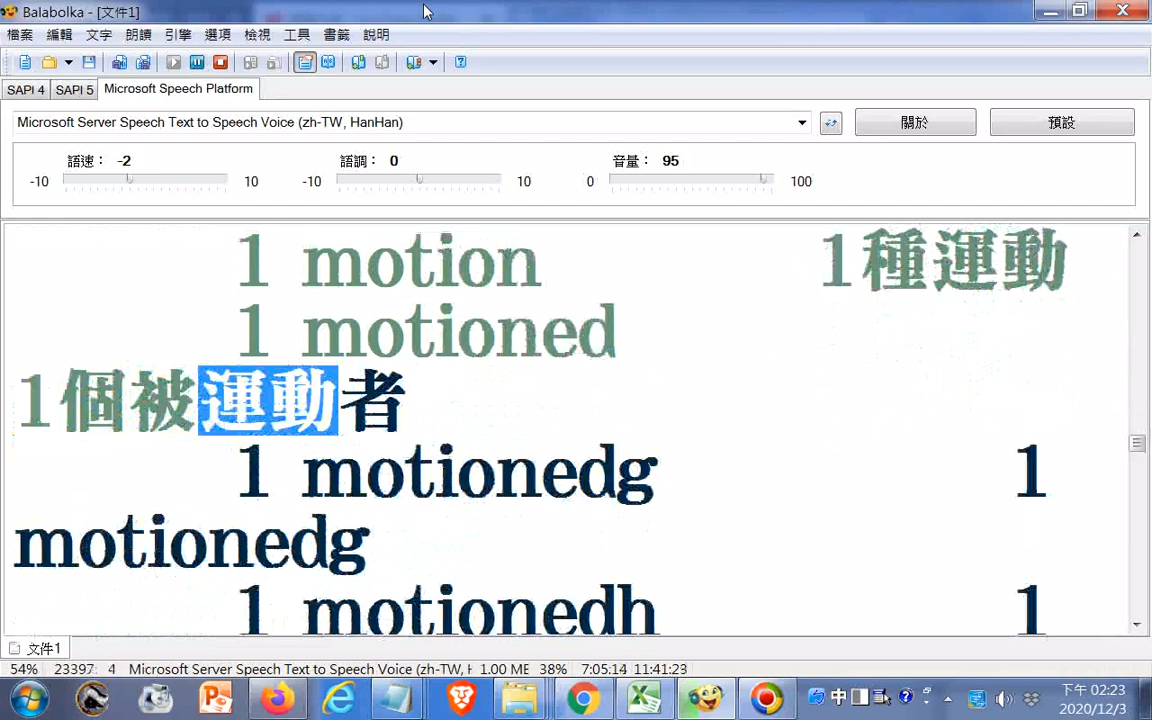 Balabolka - [文件1]
檔案 編輯 文字 朗讀 引擎 選項 檢視 工具 書籤 說明
SAPI 4 SAPI 5 Microsoft Speech Platform
Microsoft Server Speech Text to Speech Voice (zh-TW, HanHan) 關於 預設
語速： -2 語調： 0 音量： 95
-10 10 -10 10 0 100
1 motion 1種運動
1 motioned
1個被運動者
1 motionedg 1
motionedg
1 motionedh 1
文件1
54% 23397: 4 Microsoft Server Speech Text to Speech Voice (zh-TW, 1.00 ME 38% 7:05:14 11:41:23
中 下午 02:23
2020/12/3